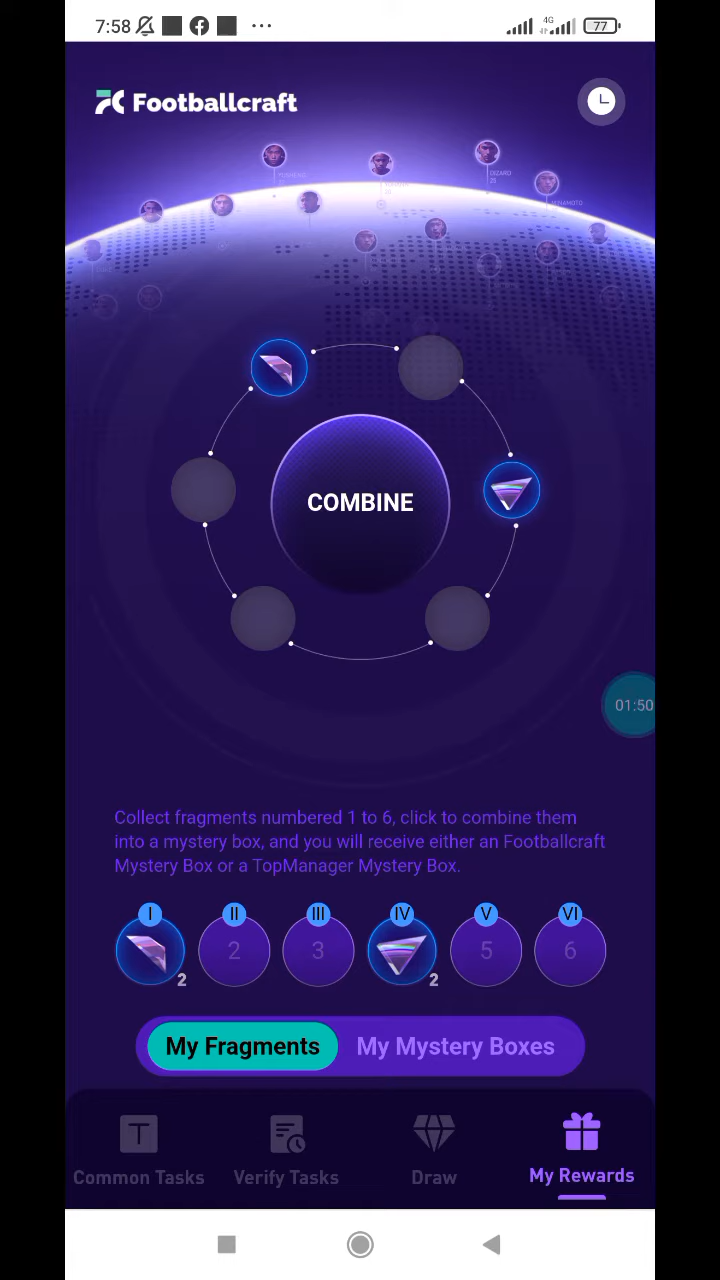 7:58 4G 77
Footballcraft
COMBINE
01:50
Collect fragments numbered 1 to 6, click to combine them
into a mystery box, and you will receive either an Footballcraft
Mystery Box or a TopManager Mystery Box.
I II III IV V VI
2 3 5 6
2 2
My Fragments My Mystery Boxes
T
Common Tasks Verify Tasks Draw My Rewards